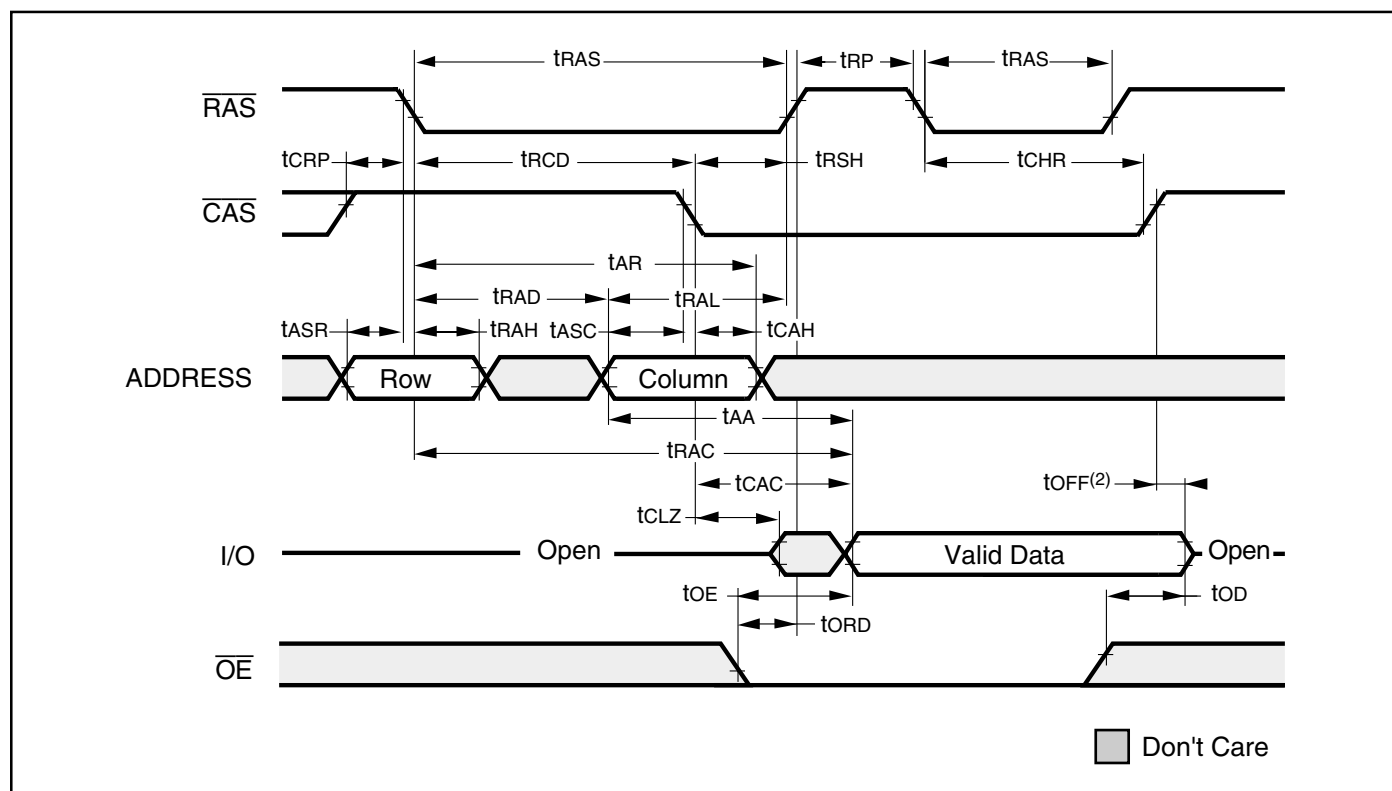 tRAS tRP tRAS
RAS
tCRP tRCD tRSH tCHR
CAS
tAR
tRAD tRAL
tASR tRAH tASC tCAH
ADDRESS Row Column
tAA
tRAC
tCAC tOFF(2)
tCLZ
I/O Open Valid Data Open
tOE tOD
tORD
OE
Don't Care